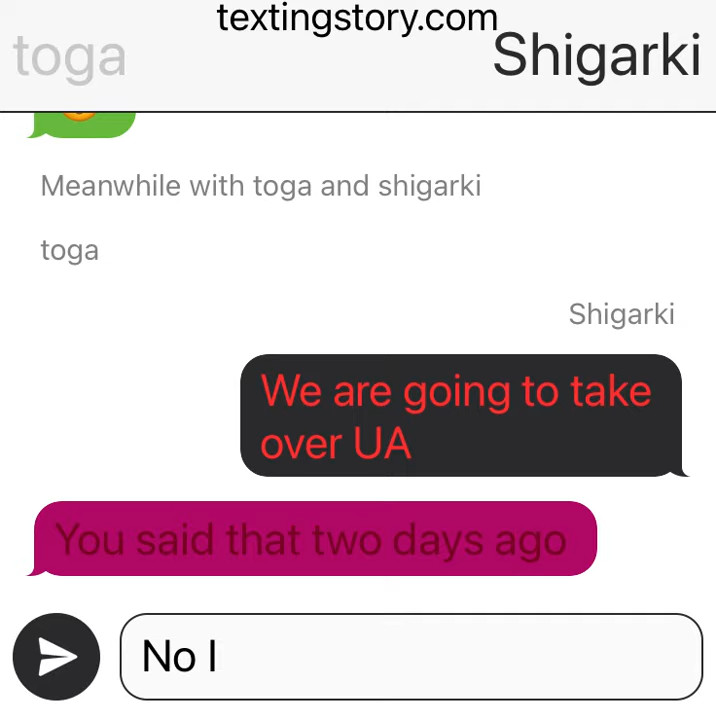 textingstory.com
toga Shigarki
Meanwhile with toga and shigarki
toga
Shigarki
We are going to take
over UA
You said that two days ago
No I